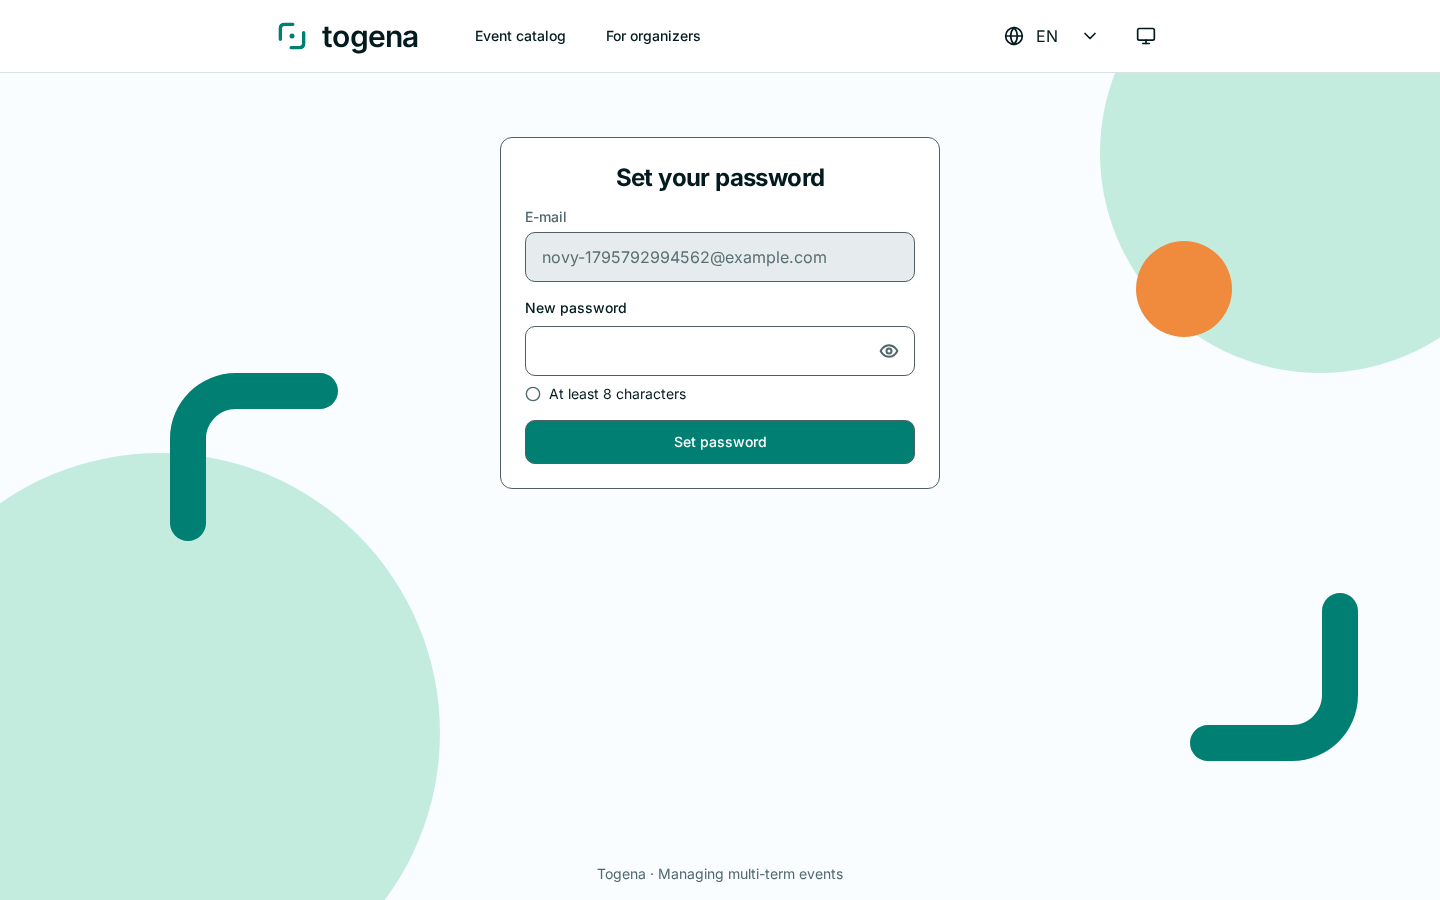 togena
Event catalog
For organizers
EN
Set your password
E-mail
novy-1795792994562@example.com
New password
At least 8 characters
Set password
Togena · Managing multi-term events